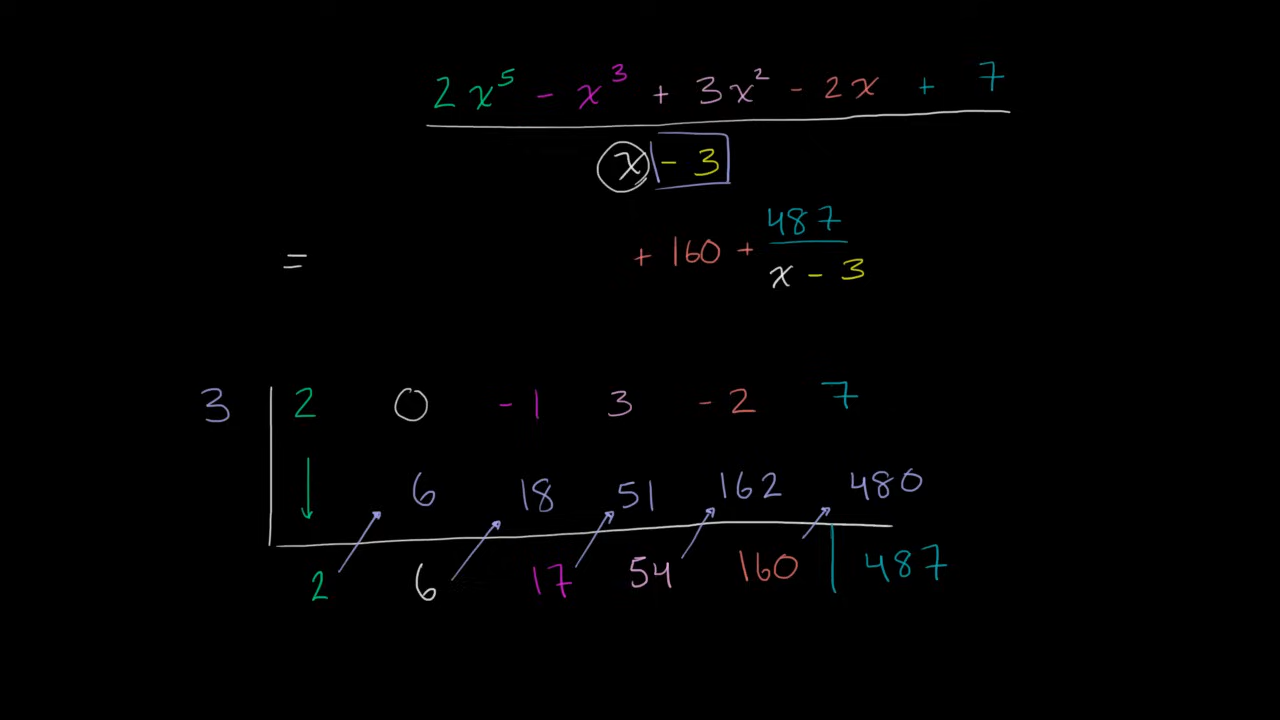 2x⁵ - x³ + 3x² - 2x + 7
x - 3
487
= + 160 + 
x - 3
3 2 0 -1 3 -2 7
6 18 51 162 480
2 6 17 54 160 487